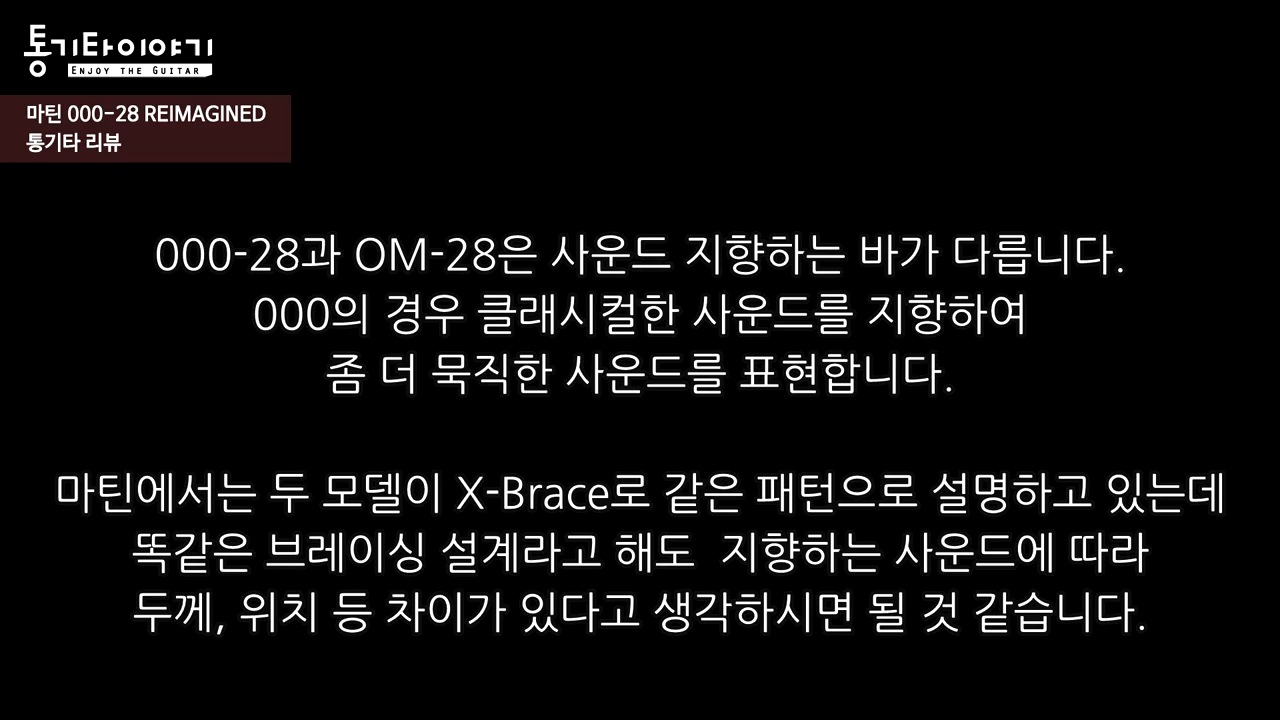 통기타이야기
ENJOY THE GUITAR
마틴 000-28 REIMAGINED
통기타 리뷰
000-28과 OM-28은 사운드 지향하는 바가 다릅니다.
000의 경우 클래시컬한 사운드를 지향하여
좀 더 묵직한 사운드를 표현합니다.
마틴에서는 두 모델이 X-Brace로 같은 패턴으로 설명하고 있는데
똑같은 브레이싱 설계라고 해도 지향하는 사운드에 따라
두께, 위치 등 차이가 있다고 생각하시면 될 것 같습니다.